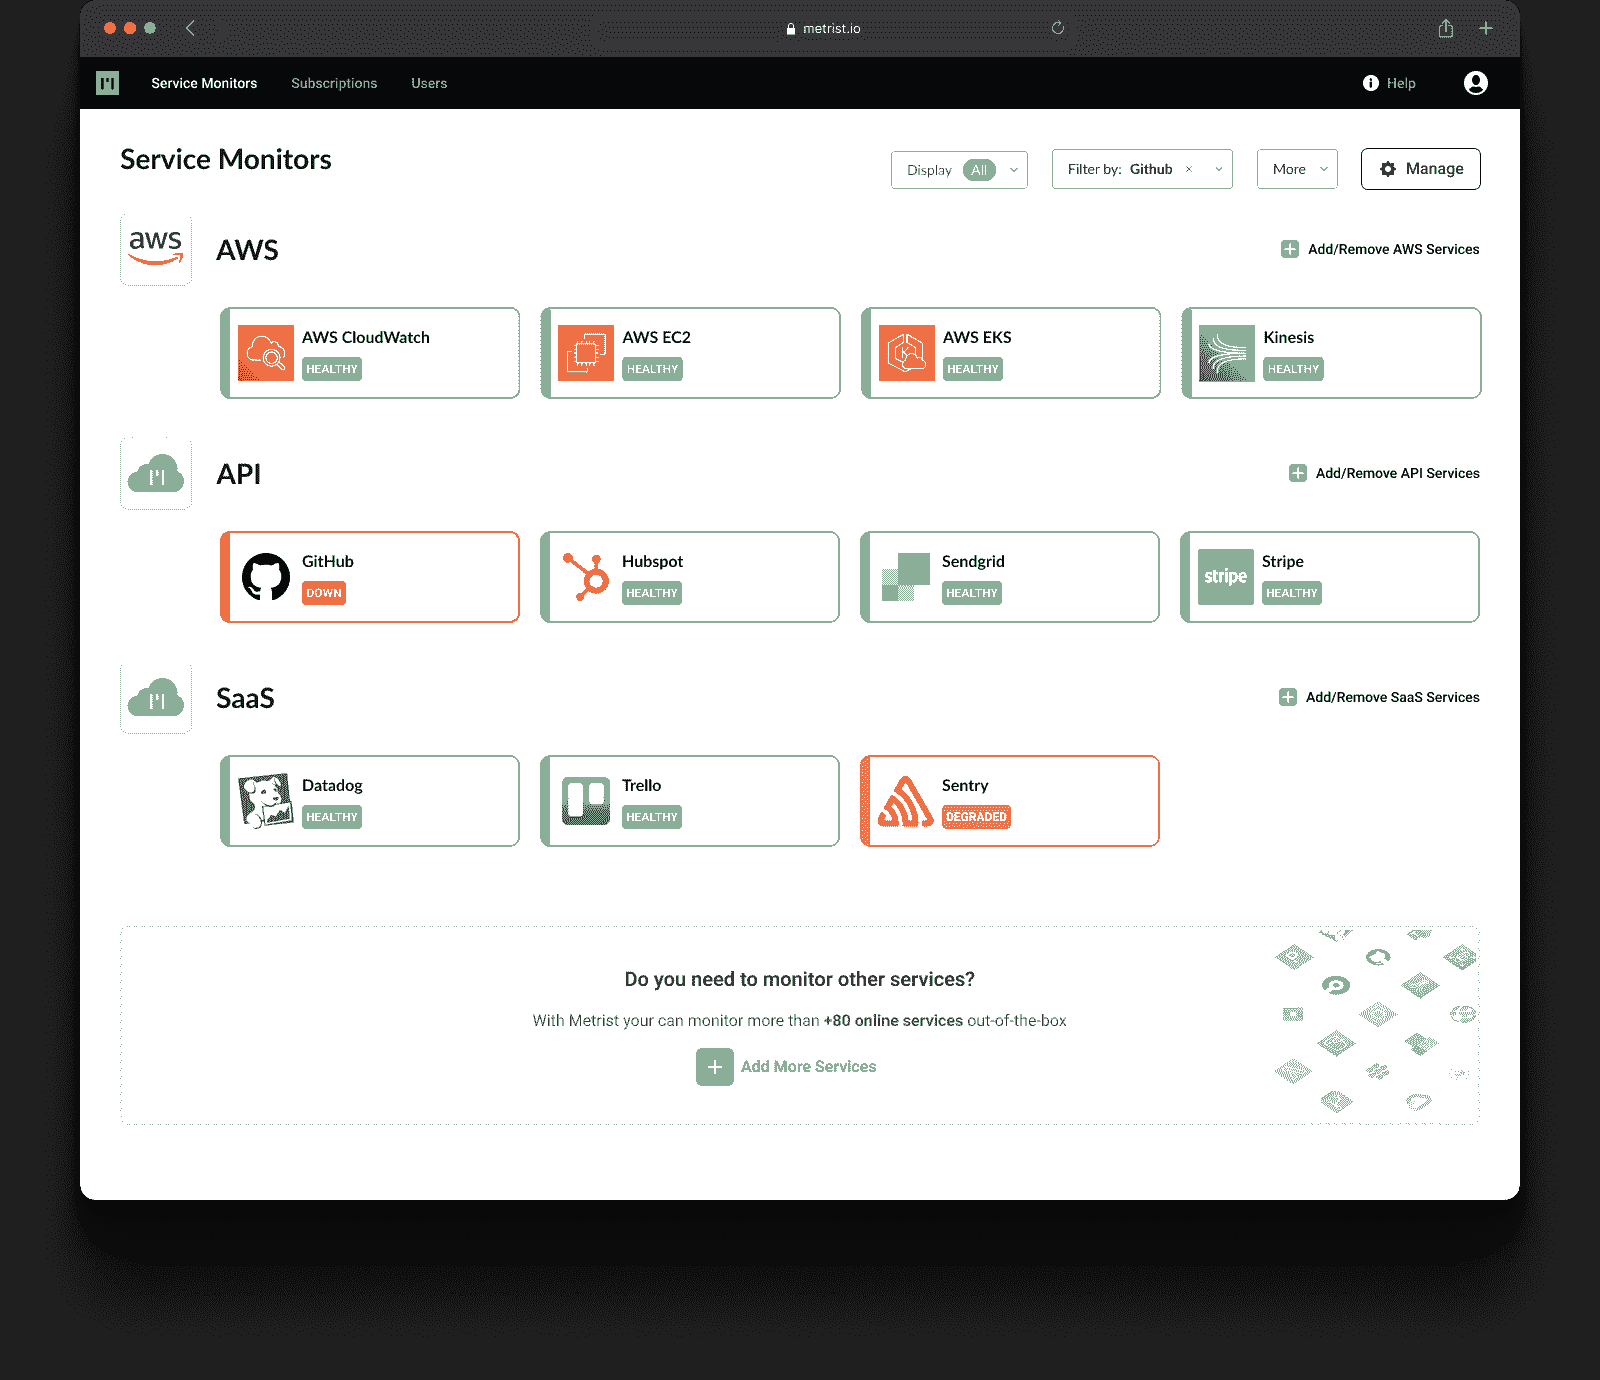 metrist.io
Service Monitors
Subscriptions
Users
Help
Service Monitors
Display All
Filter by: Github ×
More
Manage
aws
AWS
Add/Remove AWS Services
AWS CloudWatch
HEALTHY
AWS EC2
HEALTHY
AWS EKS
HEALTHY
Kinesis
HEALTHY
API
Add/Remove API Services
GitHub
DOWN
Hubspot
HEALTHY
Sendgrid
HEALTHY
stripe
Stripe
HEALTHY
SaaS
Add/Remove SaaS Services
Datadog
HEALTHY
Trello
HEALTHY
Sentry
DEGRADED
Do you need to monitor other services?
With Metrist your can monitor more than +80 online services out-of-the-box
Add More Services